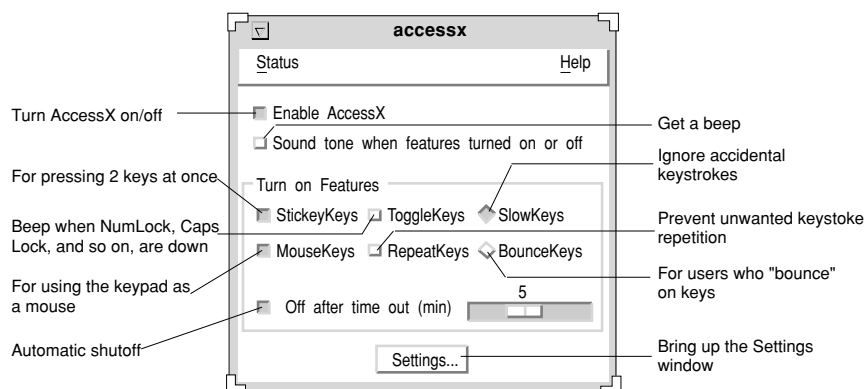 accessx
Status Help
Turn AccessX on/off
Enable AccessX
Sound tone when features turned on or off
Get a beep
Ignore accidental
keystrokes
For pressing 2 keys at once
Turn on Features
StickeyKeys ToggleKeys SlowKeys
Beep when NumLock, Caps
Lock, and so on, are down
Prevent unwanted keystoke
repetition
MouseKeys RepeatKeys BounceKeys
For using the keypad as
a mouse
For users who "bounce"
on keys
5
Off after time out (min)
Automatic shutoff
Settings...
Bring up the Settings
window